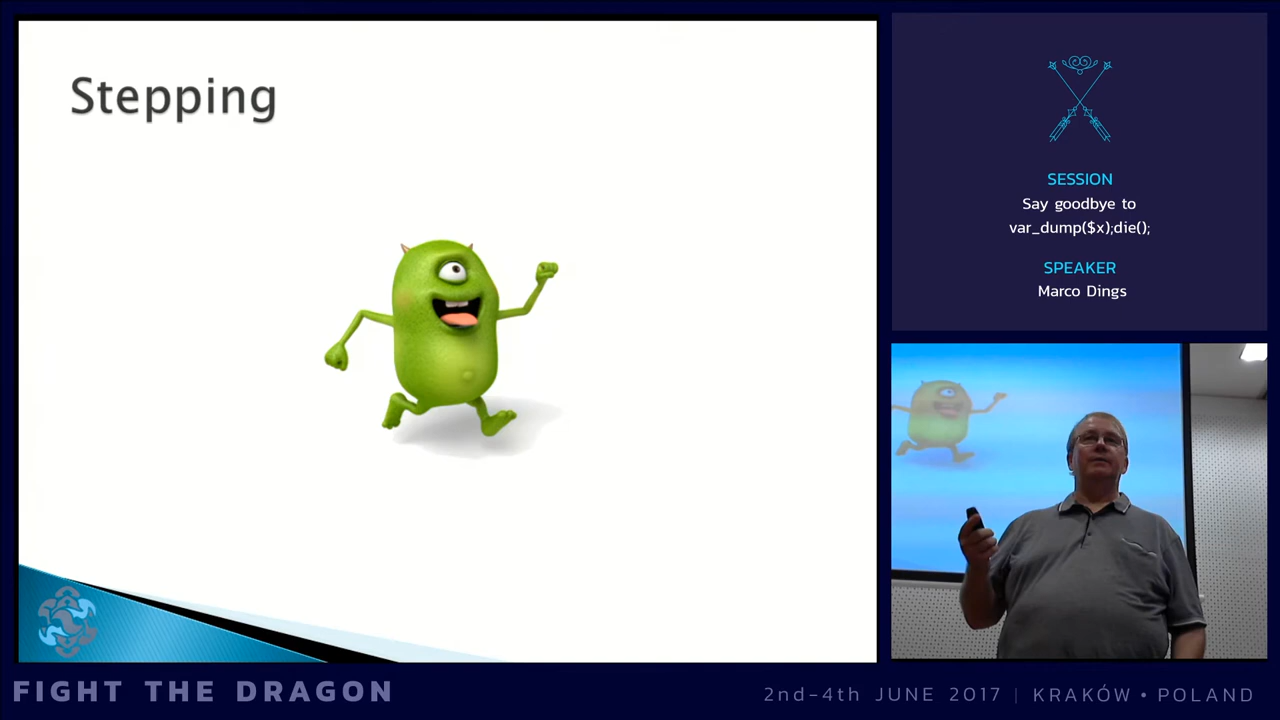 Stepping
SESSION
Say goodbye to
var_dump($x);die();
SPEAKER
Marco Dings
FIGHT THE DRAGON
2nd-4th JUNE 2017 | KRAKÓW • POLAND